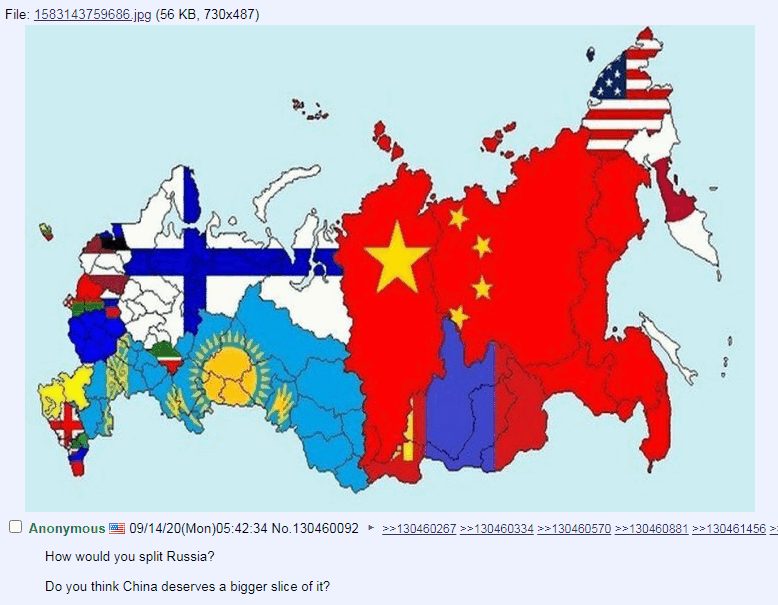 File: 1583143759686.jpg (56 KB, 730x487)
Anonymous 09/14/20(Mon)05:42:34 No.130460092 ▶ >>130460267 >>130460334 >>130460570 >>130460881 >>130461456 >
How would you split Russia?
Do you think China deserves a bigger slice of it?